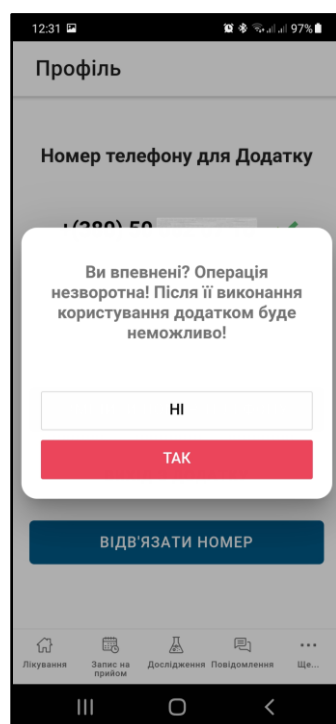 12:31
97%
Профіль
Номер телефону для Додатку
Ви впевнені? Операція
незворотна! Після її виконання
користування додатком буде
неможливо!
НІ
ТАК
ВІДВ'ЯЗАТИ НОМЕР
Лікування
Запис на
прийом
Дослідження
Повідомлення
Ще...